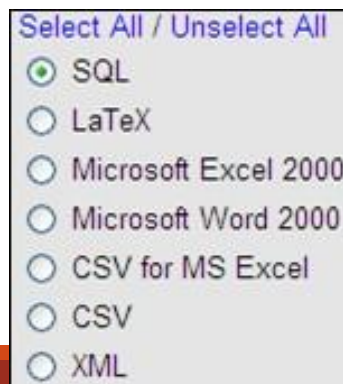 Select All / Unselect All
SQL
LaTeX
Microsoft Excel 2000
Microsoft Word 2000
CSV for MS Excel
CSV
XML